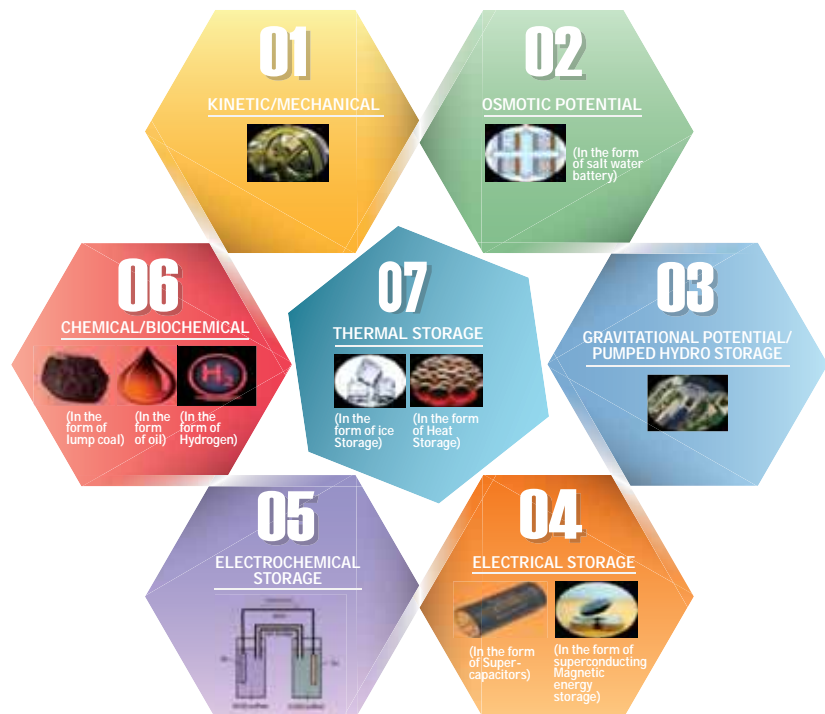 01
KINETIC/MECHANICAL
02
OSMOTIC POTENTIAL
(In the form
of salt water
battery)
03
GRAVITATIONAL POTENTIAL/
PUMPED HYDRO STORAGE
04
ELECTRICAL STORAGE
(In the form
of Super-
capacitors)
(In the form of
superconducting
Magnetic
energy
storage)
05
ELECTROCHEMICAL
STORAGE
06
CHEMICAL/BIOCHEMICAL
H2
(In the
form of
lump coal)
(In the
form
of oil)
(In the
form of
Hydrogen)
07
THERMAL STORAGE
(In the
form of ice
Storage)
(In the form
of Heat
Storage)